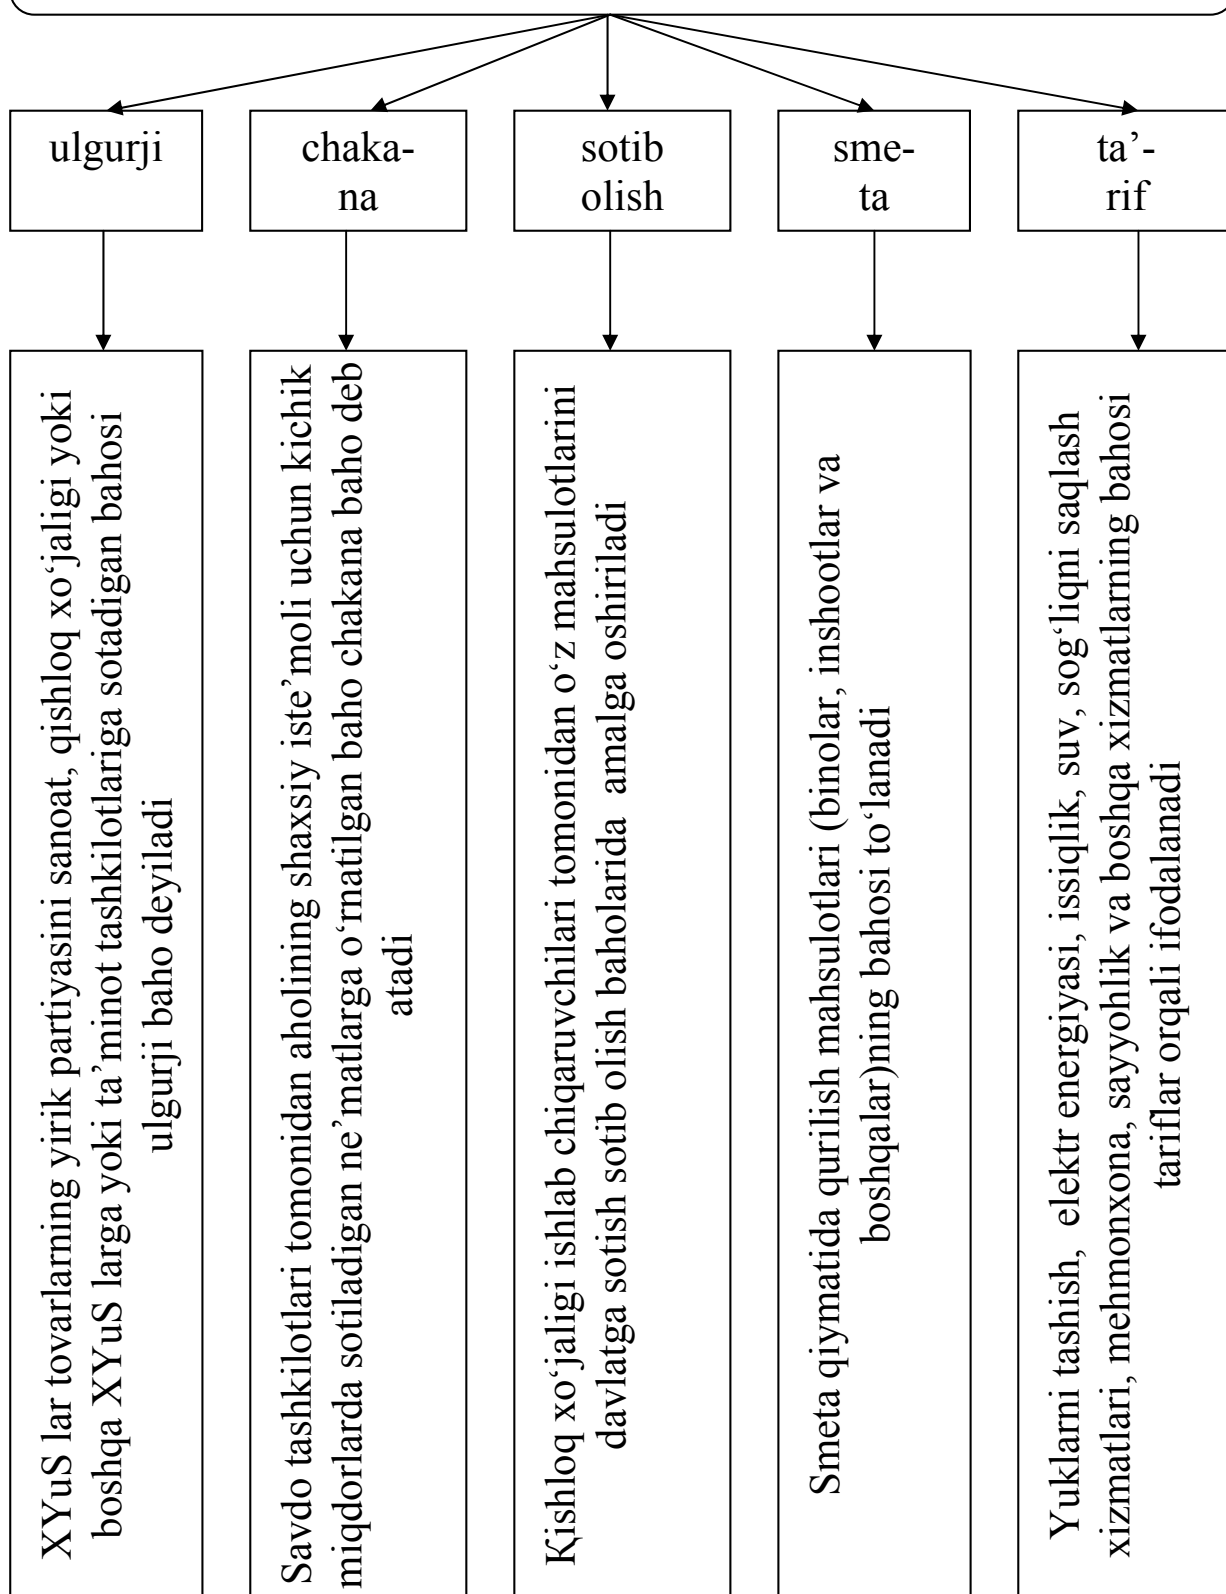 ulgurji
chaka-
na
sotib
olish
sme-
ta
ta’-
rif
XYuS lar tovarlarning yirik partiyasini sanoat, qishloq xo‘jaligi yoki
boshqa XYuS larga yoki ta’minot tashkilotlariga sotadigan bahosi
ulgurji baho deyiladi
Savdo tashkilotlari tomonidan aholining shaxsiy iste’moli uchun kichik
miqdorlarda sotiladigan ne’matlarga o‘rnatilgan baho chakana baho deb
atadi
Қishloq xo‘jaligi ishlab chiqaruvchilari tomonidan o‘z mahsulotlarini
davlatga sotish sotib olish baholarida amalga oshiriladi
Smeta qiymatida qurilish mahsulotlari (binolar, inshootlar va
boshqalar)ning bahosi to‘lanadi
Yuklarni tashish, elektr energiyasi, issiqlik, suv, sog‘liqni saqlash
xizmatlari, mehmonxona, sayyohlik va boshqa xizmatlarning bahosi
tariflar orqali ifodalanadi